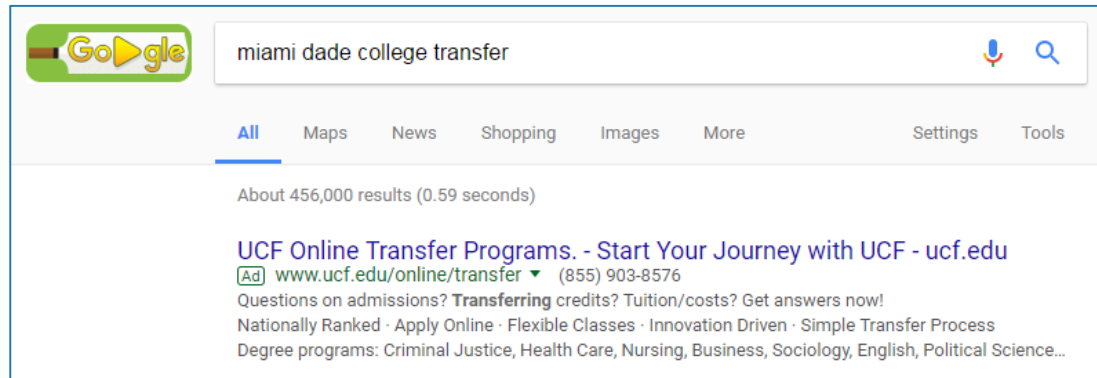 Google
miami dade college transfer
All Maps News Shopping Images More Settings Tools
About 456,000 results (0.59 seconds)
UCF Online Transfer Programs. - Start Your Journey with UCF - ucf.edu
Ad www.ucf.edu/online/transfer ▼ (855) 903-8576
Questions on admissions? Transferring credits? Tuition/costs? Get answers now!
Nationally Ranked · Apply Online · Flexible Classes · Innovation Driven · Simple Transfer Process
Degree programs: Criminal Justice, Health Care, Nursing, Business, Sociology, English, Political Science...